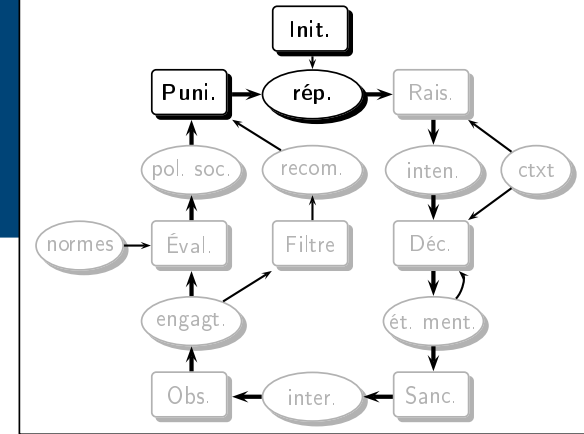 Init.
Puni.
rép.
Rais.
pol. soc.
recom.
inten.
ctxt
normes
Éval.
Filtre
Déc.
engagt.
ét. ment.
Obs.
inter.
Sanc.